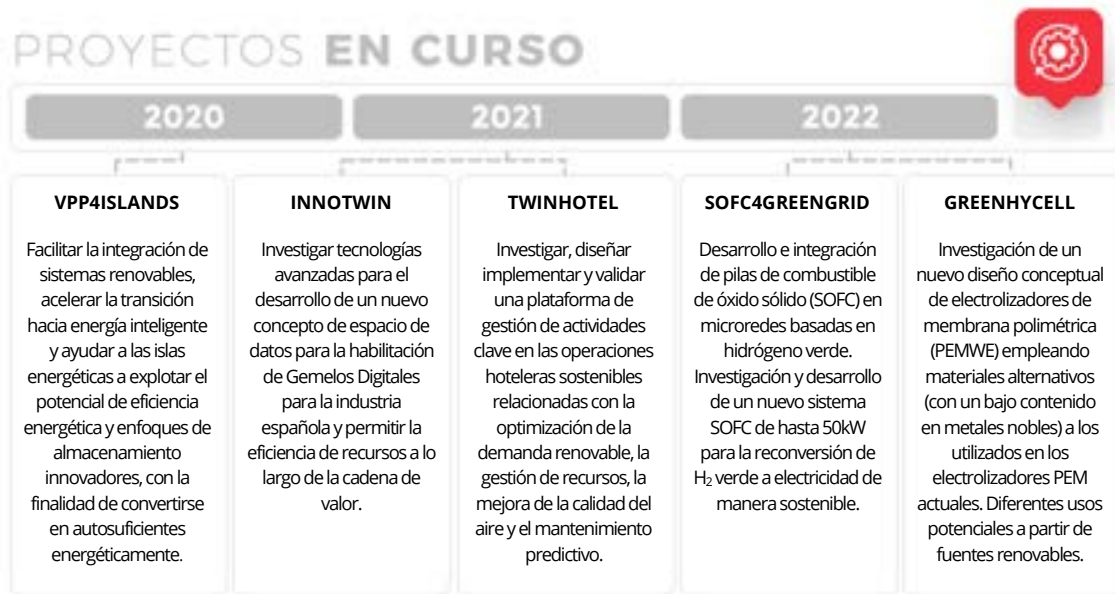 PROYECTOS EN CURSO
2020
2021
2022
VPP4ISLANDS
Facilitar la integración de
sistemas renovables,
acelerar la transición
hacia energía inteligente
y ayudar a las islas
energéticas a explotar el
potencial de eficiencia
energética y enfoques de
almacenamiento
innovadores, con la
finalidad de convertirse
en autosuficientes
energéticamente.
INNOTWIN
Investigar tecnologías
avanzadas para el
desarrollo de un nuevo
concepto de espacio de
datos para la habilitación
de Gemelos Digitales
para la industria
española y permitir la
eficiencia de recursos a lo
largo de la cadena de
valor.
TWINHOTEL
Investigar, diseñar
implementar y validar
una plataforma de
gestión de actividades
clave en las operaciones
hoteleras sostenibles
relacionadas con la
optimización de la
demanda renovable, la
gestión de recursos, la
mejora de la calidad del
aire y el mantenimiento
predictivo.
SOFC4GREENGRID
Desarrollo e integración
de pilas de combustible
de óxido sólido (SOFC) en
microredes basadas en
hidrógeno verde.
Investigación y desarrollo
de un nuevo sistema
SOFC de hasta 50kW
para la reconversión de
H₂ verde a electricidad de
manera sostenible.
GREENHYCELL
Investigación de un
nuevo diseño conceptual
de electrolizadores de
membrana polimétrica
(PEMWE) empleando
materiales alternativos
(con un bajo contenido
en metales nobles) a los
utilizados en los
electrolizadores PEM
actuales. Diferentes usos
potenciales a partir de
fuentes renovables.